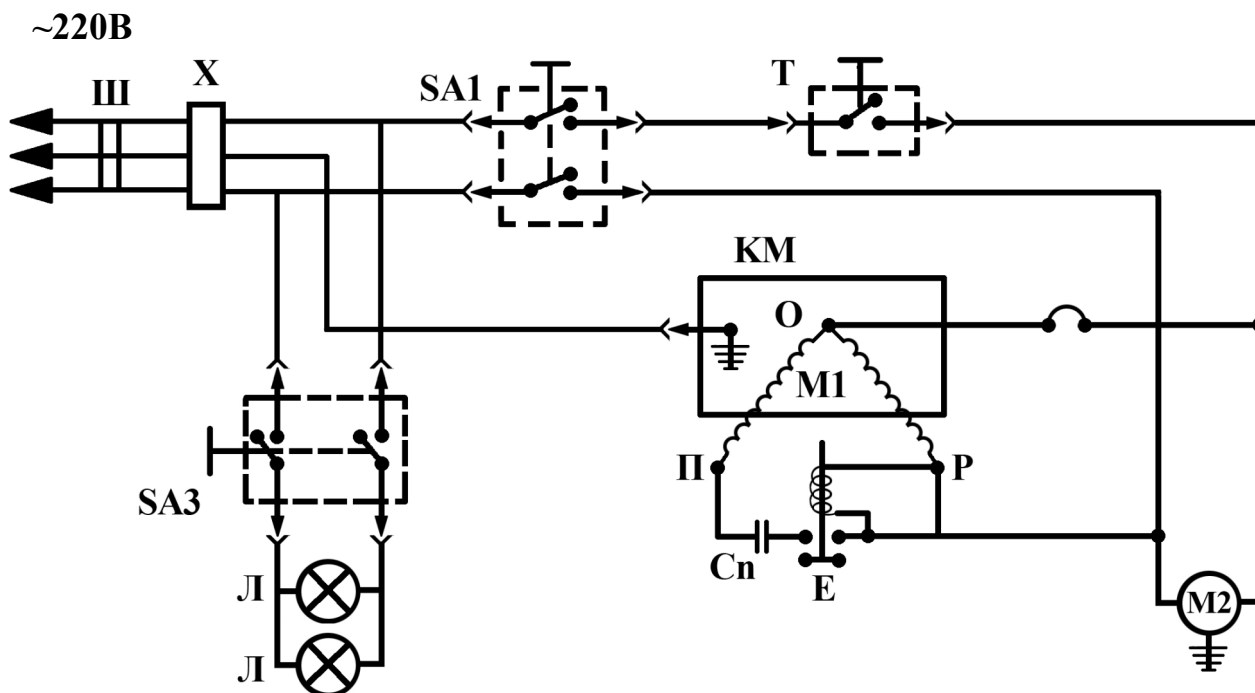 ~220В
Ш
Х
SA1
Т
КМ
О
М1
П
Р
SA3
Сп
Е
Л
М2
Л